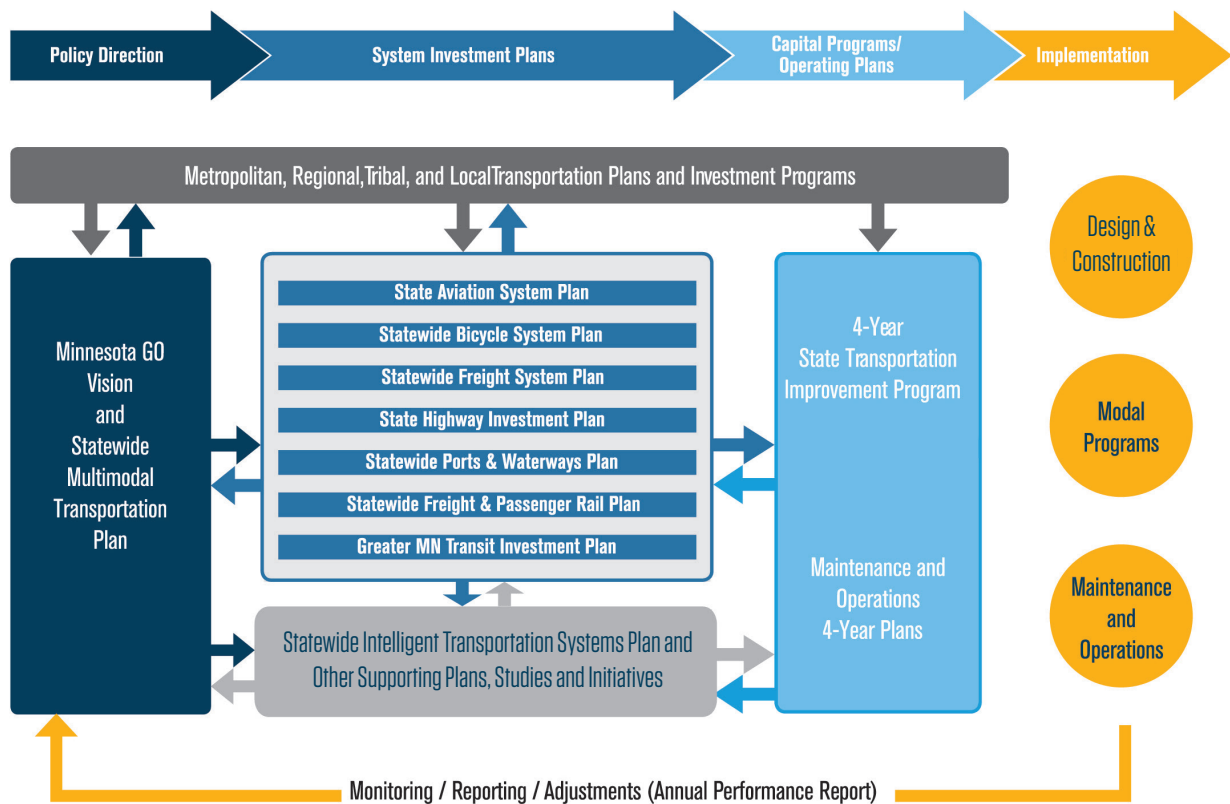 Policy Direction
System Investment Plans
Capital Programs/
Operating Plans
Implementation
Metropolitan, Regional,Tribal, and LocalTransportation Plans and Investment Programs
Minnesota GO
Vision
and
Statewide
Multimodal
Transportation
Plan
State Aviation System Plan
Statewide Bicycle System Plan
Statewide Freight System Plan
State Highway Investment Plan
Statewide Ports & Waterways Plan
Statewide Freight & Passenger Rail Plan
Greater MN Transit Investment Plan
Statewide Intelligent Transportation Systems Plan and
Other Supporting Plans, Studies and Initiatives
4-Year
State Transportation
Improvement Program
Maintenance and
Operations
4-Year Plans
Design &
Construction
Modal
Programs
Maintenance
and
Operations
Monitoring / Reporting / Adjustments (Annual Performance Report)